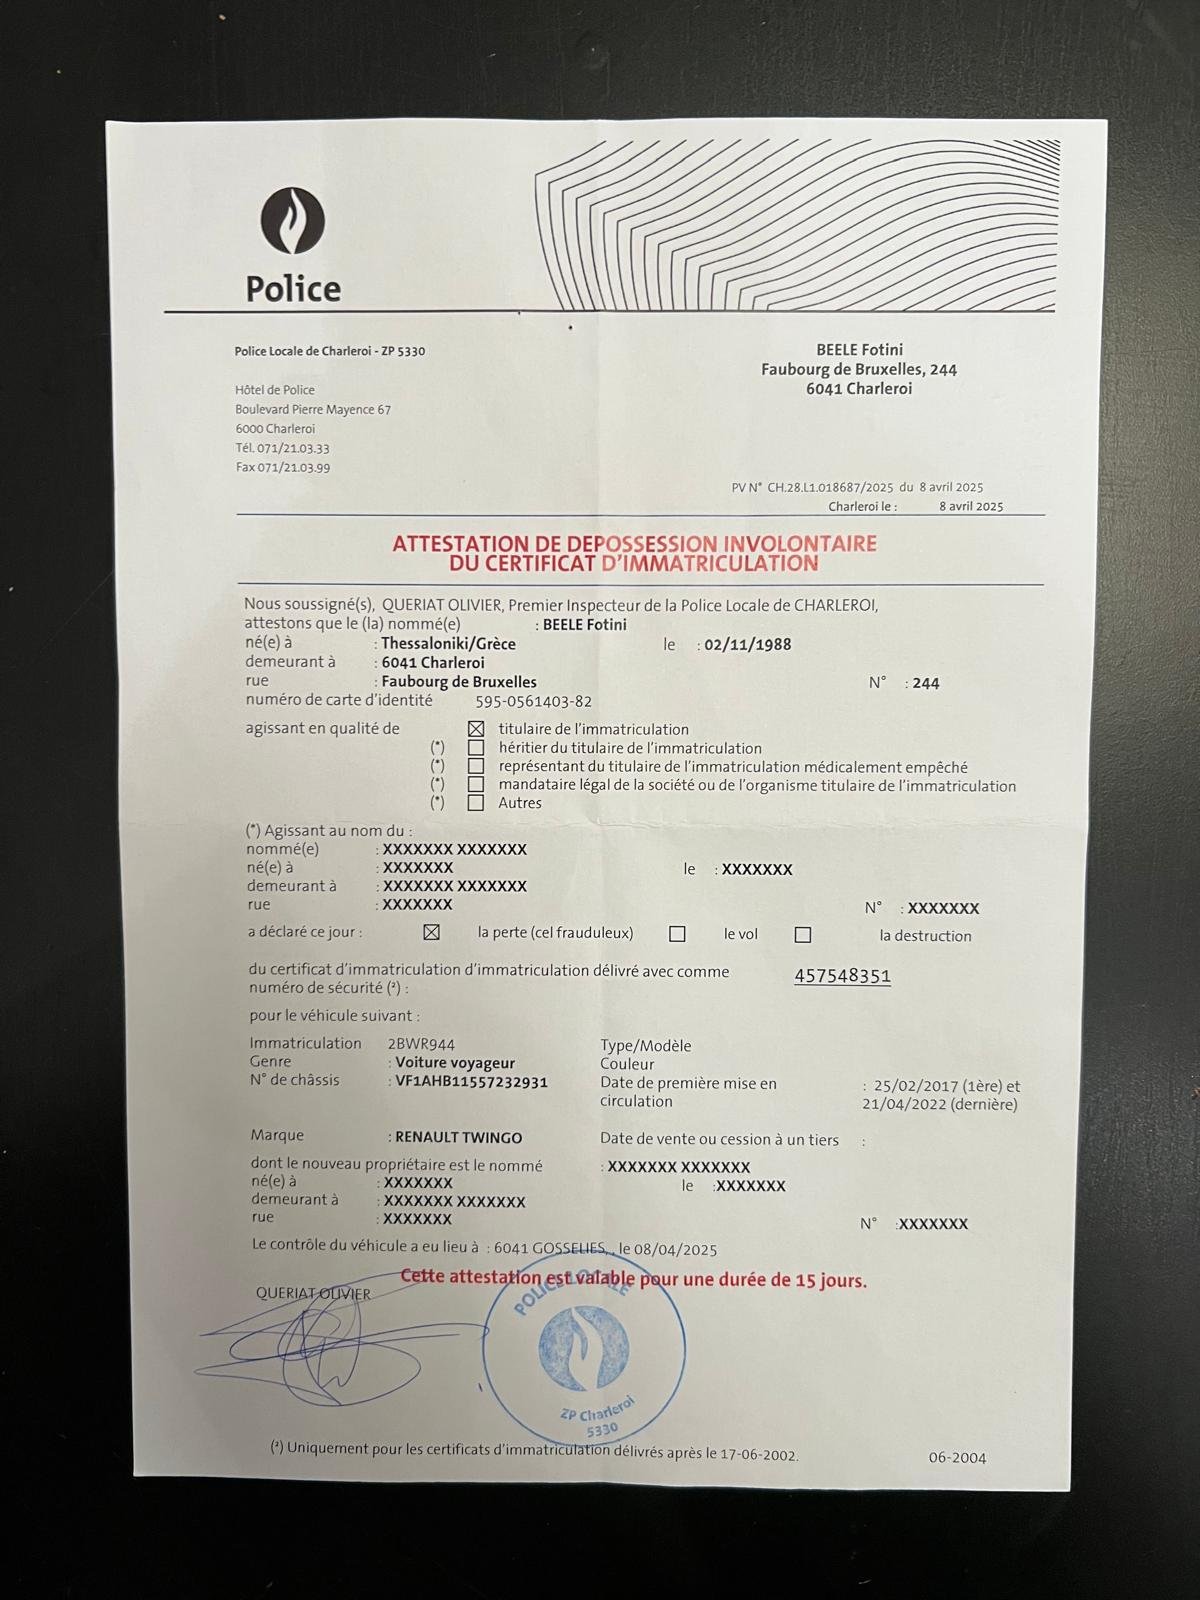 Police
Police Locale de Charleroi - ZP 5330
Hôtel de Police
Boulevard Pierre Mayence 67
6000 Charleroi
Tél. 071/21.03.33
Fax 071/21.03.99
BEELE Fotini
Faubourg de Bruxelles, 244
6041 Charleroi
PV N° CH.28.L1.018687/2025 du 8 avril 2025
Charleroi le : 8 avril 2025
ATTESTATION DE DEPOSSESSION INVOLONTAIRE
DU CERTIFICAT D'IMMATRICULATION
Nous soussigné(s), QUERIAT OLIVIER, Premier Inspecteur de la Police Locale de CHARLEROI,
attestons que le (la) nommé(e) : BEELE Fotini
né(e) à : Thessaloniki/Grèce le : 02/11/1988
demeurant à : 6041 Charleroi
rue : Faubourg de Bruxelles N° : 244
numéro de carte d'identité 595-0561403-82
agissant en qualité de ☒ titulaire de l'immatriculation
(*) ☐ héritier du titulaire de l'immatriculation
(*) ☐ représentant du titulaire de l'immatriculation médicalement empêché
(*) ☐ mandataire légal de la société ou de l'organisme titulaire de l'immatriculation
(*) ☐ Autres
(*) Agissant au nom du :
nommé(e) : XXXXXXX XXXXXXX
né(e) à : XXXXXXX le : XXXXXXX
demeurant à : XXXXXXX XXXXXXX
rue : XXXXXXX N° : XXXXXXX
a déclaré ce jour : ☒ la perte (cel frauduleux) ☐ le vol ☐ la destruction
du certificat d'immatriculation d'immatriculation délivré avec comme 457548351
numéro de sécurité (²) :
pour le véhicule suivant :
Immatriculation 2BWR944 Type/Modèle
Genre : Voiture voyageur Couleur
N° de châssis : VF1AHB11557232931 Date de première mise en : 25/02/2017 (1ère) et
circulation 21/04/2022 (dernière)
Marque : RENAULT TWINGO Date de vente ou cession à un tiers :
dont le nouveau propriétaire est le nommé : XXXXXXX XXXXXXX
né(e) à : XXXXXXX le :XXXXXXX
demeurant à : XXXXXXX XXXXXXX
rue : XXXXXXX N° :XXXXXXX
Le contrôle du véhicule a eu lieu à : 6041 GOSSELIES, , le 08/04/2025
Cette attestation est valable pour une durée de 15 jours.
QUERIAT OLIVIER
POLICE LOCALE
ZP Charleroi
5330
(²) Uniquement pour les certificats d'immatriculation délivrés après le 17-06-2002.
06-2004